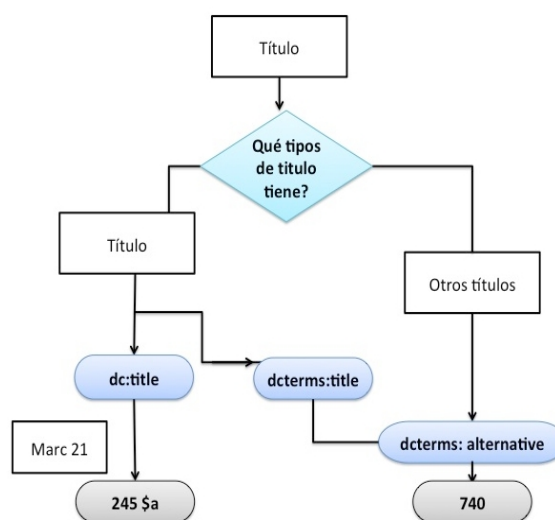 Título
Qué tipos
de titulo
tiene?
Título
Otros títulos
dc:title
dcterms:title
Marc 21
dcterms: alternative
245 $a
740